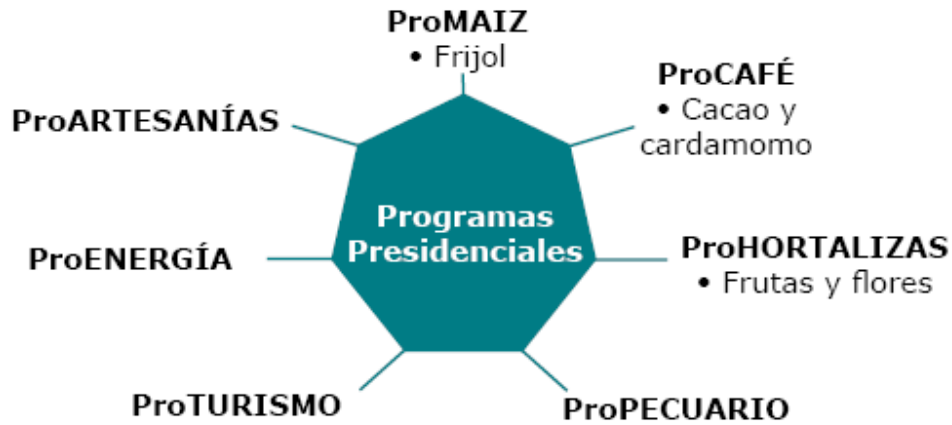 ProMAIZ
• Frijol
ProCAFÉ
• Cacao y
cardamomo
ProARTESANÍAS
Programas
Presidenciales
ProENERGÍA
ProHORTALIZAS
• Frutas y flores
ProTURISMO
ProPECUARIO